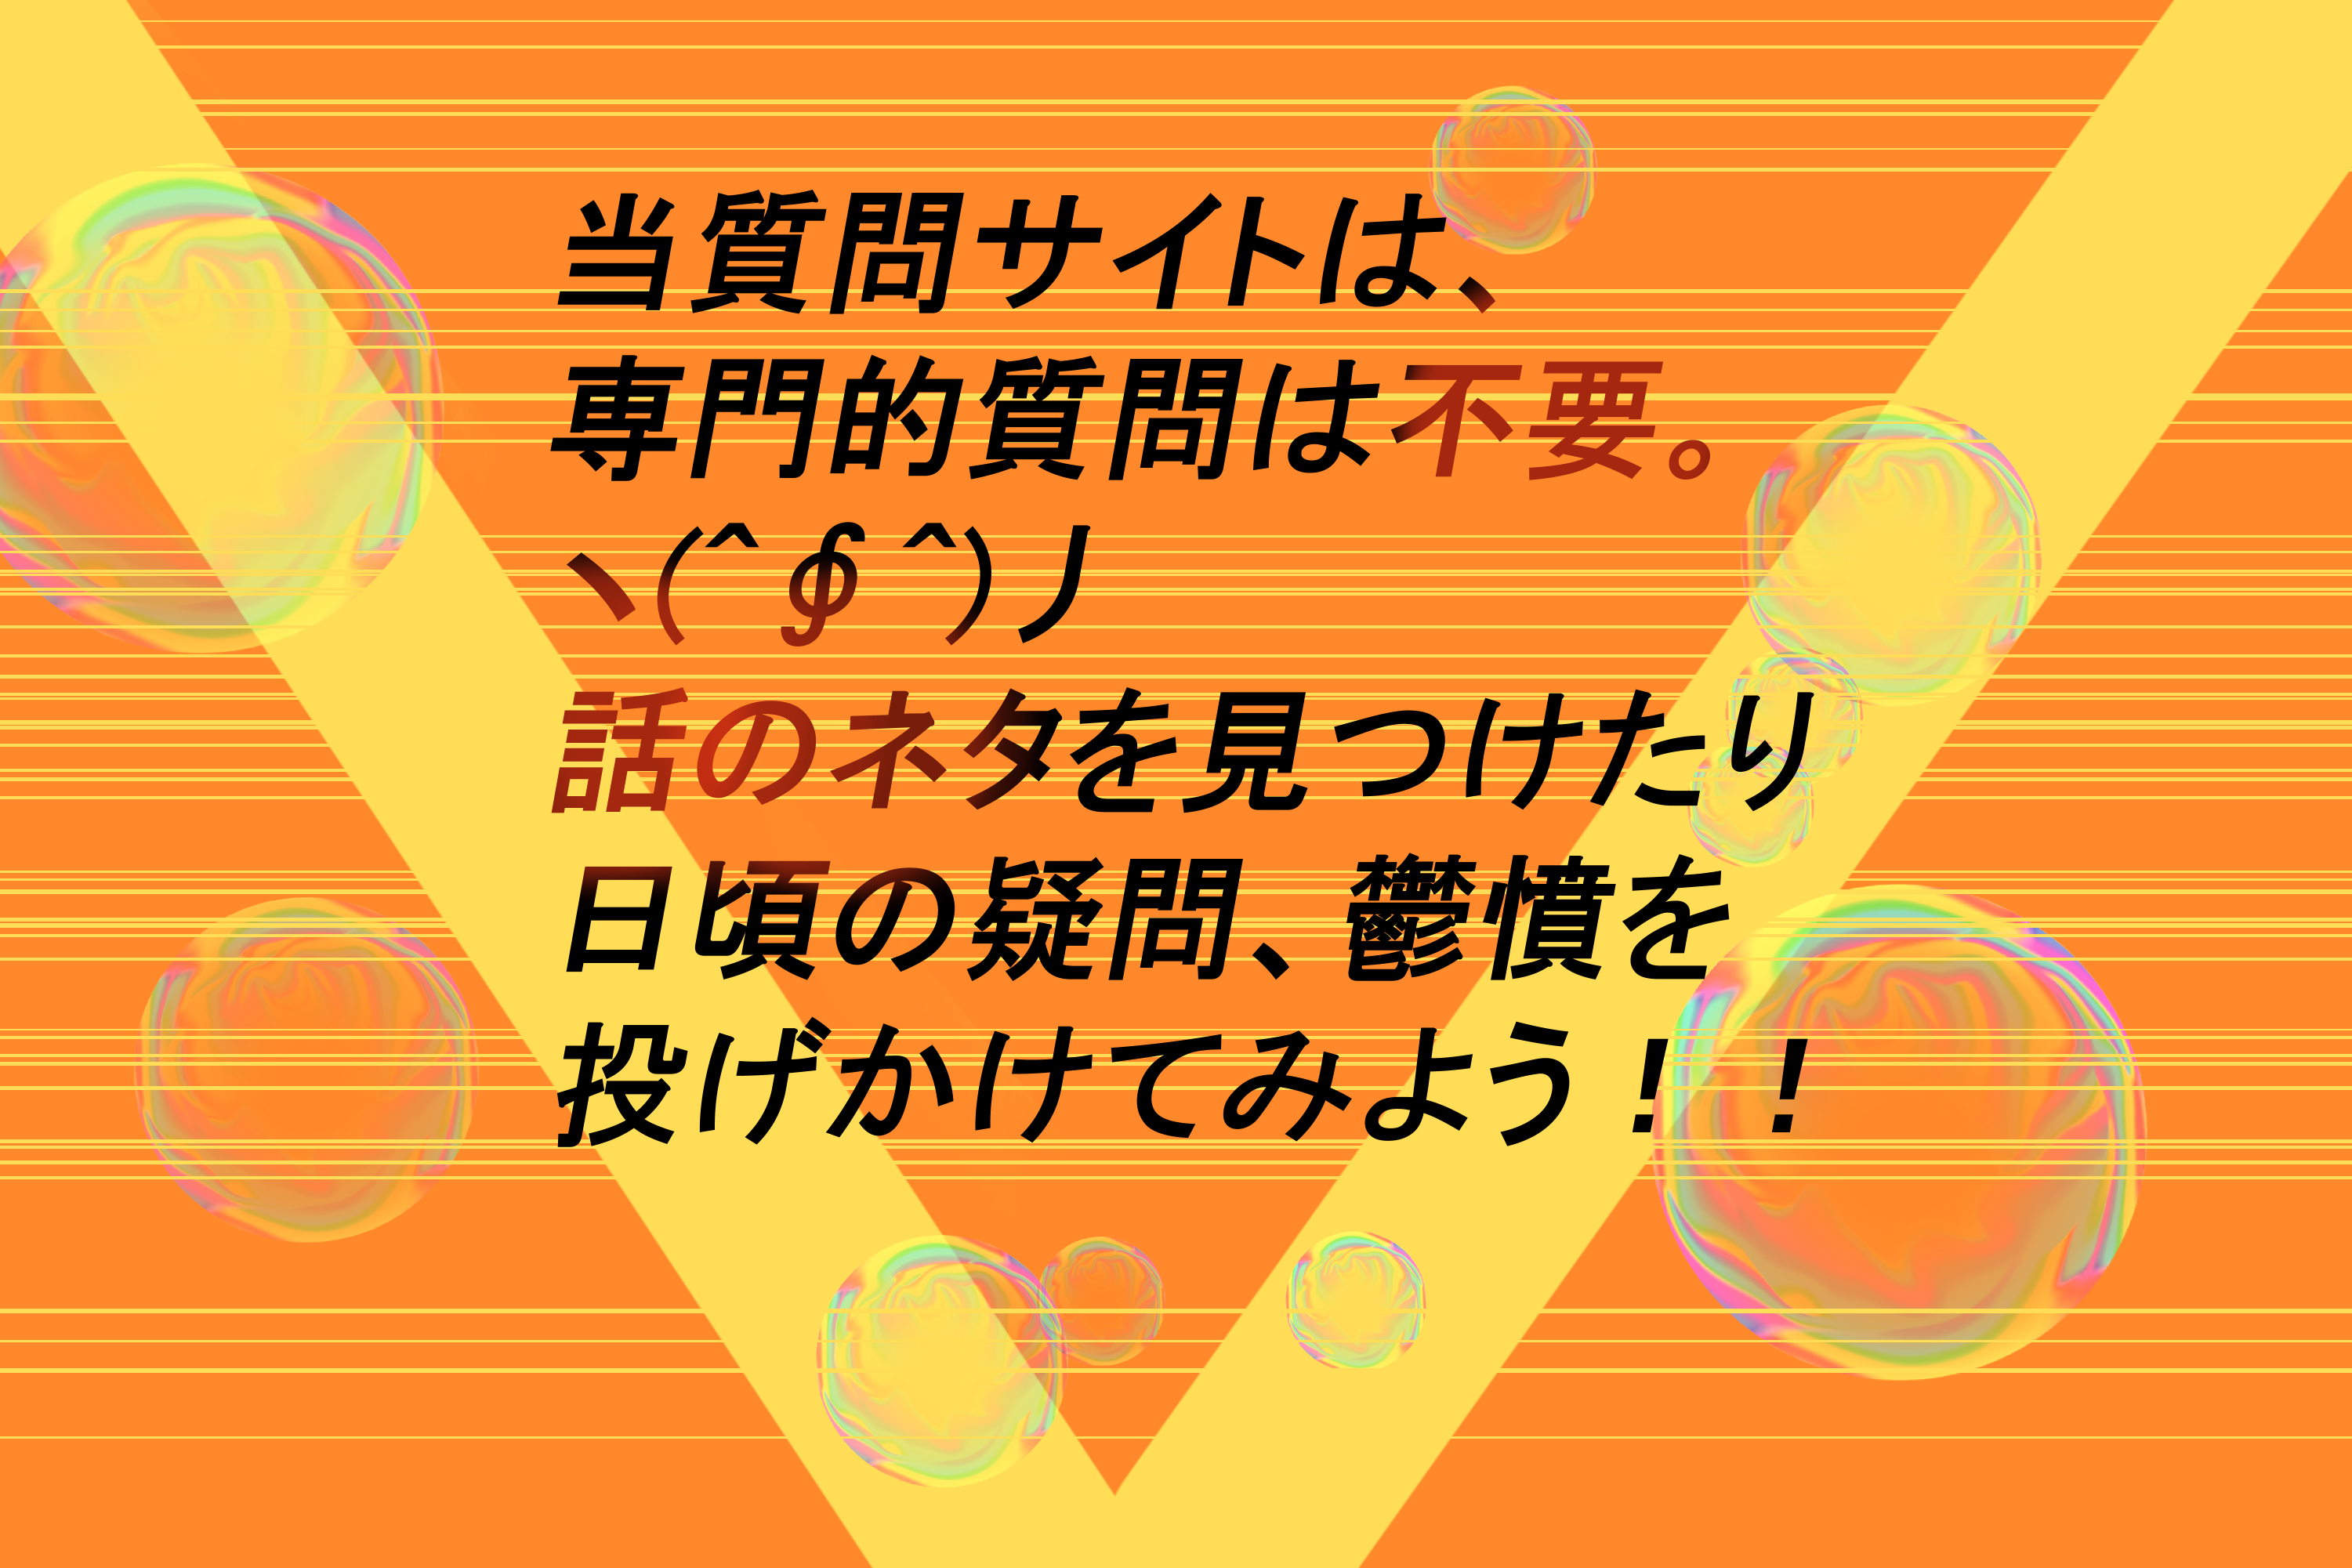 当質問サイトは、
専門的質問は不要。
ヽ(^∮^)丿
話のネタを見つけたり
日頃の疑問、鬱憤を
投げかけてみよう！！